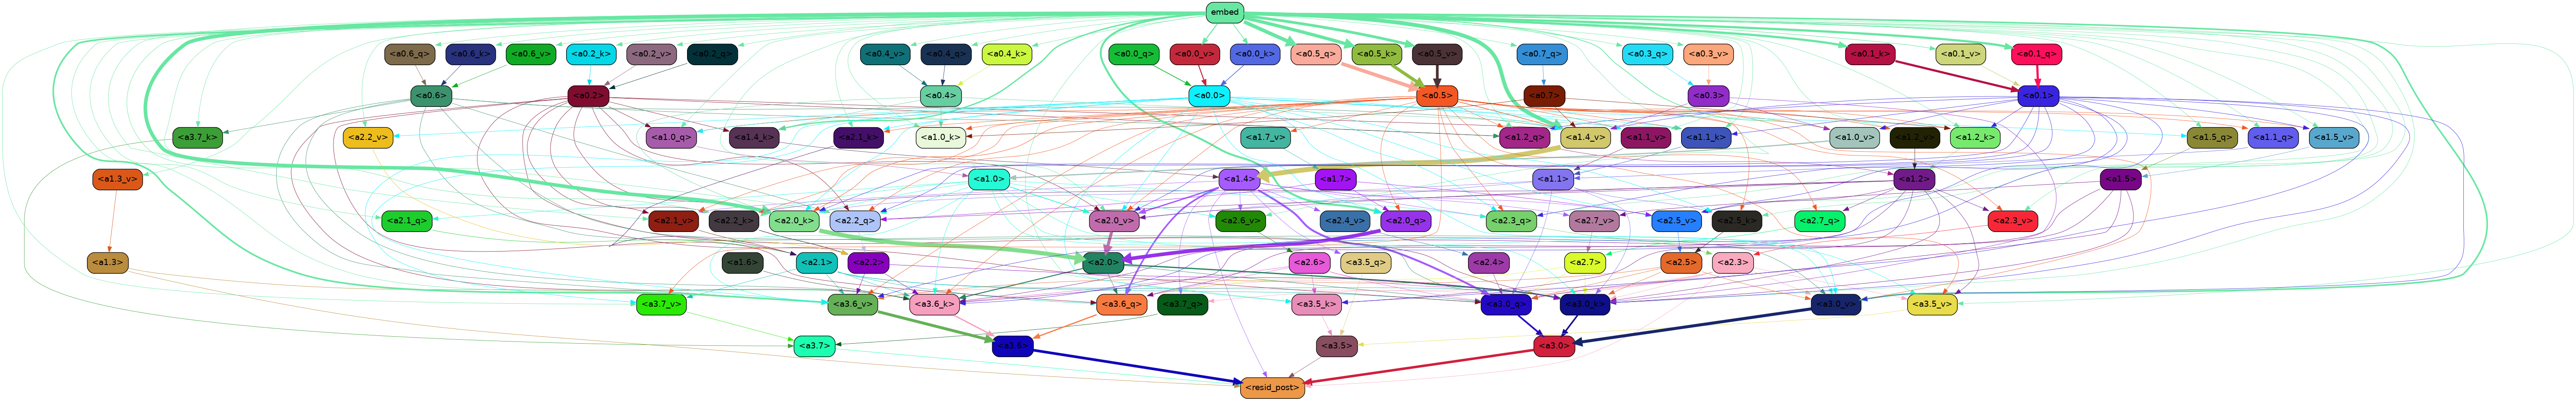 embed
<a0.6_q> <a0.6_k> <a0.6_v> <a0.2_k> <a0.2_v> <a0.2_q> <a0.4_v> <a0.4_q> <a0.4_k> <a0.0_q> <a0.0_v> <a0.0_k> <a0.5_q> <a0.5_k> <a0.5_v> <a0.7_q> <a0.3_q> <a0.3_v> <a0.1_k> <a0.1_v> <a0.1_q>
<a0.6> <a0.2> <a0.4> <a0.0> <a0.5> <a0.7> <a0.3> <a0.1>
<a3.7_k> <a2.2_v> <a1.0_q> <a1.4_k> <a2.1_k> <a1.0_k> <a1.7_v> <a1.2_q> <a1.4_v> <a1.1_v> <a1.1_k> <a1.0_v> <a1.2_v> <a1.2_k> <a1.5_q> <a1.1_q> <a1.5_v>
<a1.3_v> <a1.0> <a1.4> <a1.7> <a1.1> <a1.2> <a1.5>
<a2.1_q> <a2.1_v> <a2.2_k> <a2.0_k> <a2.2_q> <a2.0_v> <a2.6_v> <a2.4_v> <a2.0_q> <a2.3_q> <a2.7_v> <a2.5_v> <a2.5_k> <a2.7_q> <a2.3_v>
<a1.3> <a1.6> <a2.1> <a2.2> <a2.0> <a2.6> <a3.5_q> <a2.4> <a2.7> <a2.5> <a2.3>
<a3.7_v> <a3.6_v> <a3.6_k> <a3.6_q> <a3.7_q> <a3.5_k> <a3.0_q> <a3.0_k> <a3.0_v> <a3.5_v>
<a3.7> <a3.6> <a3.5> <a3.0>
<resid_post>